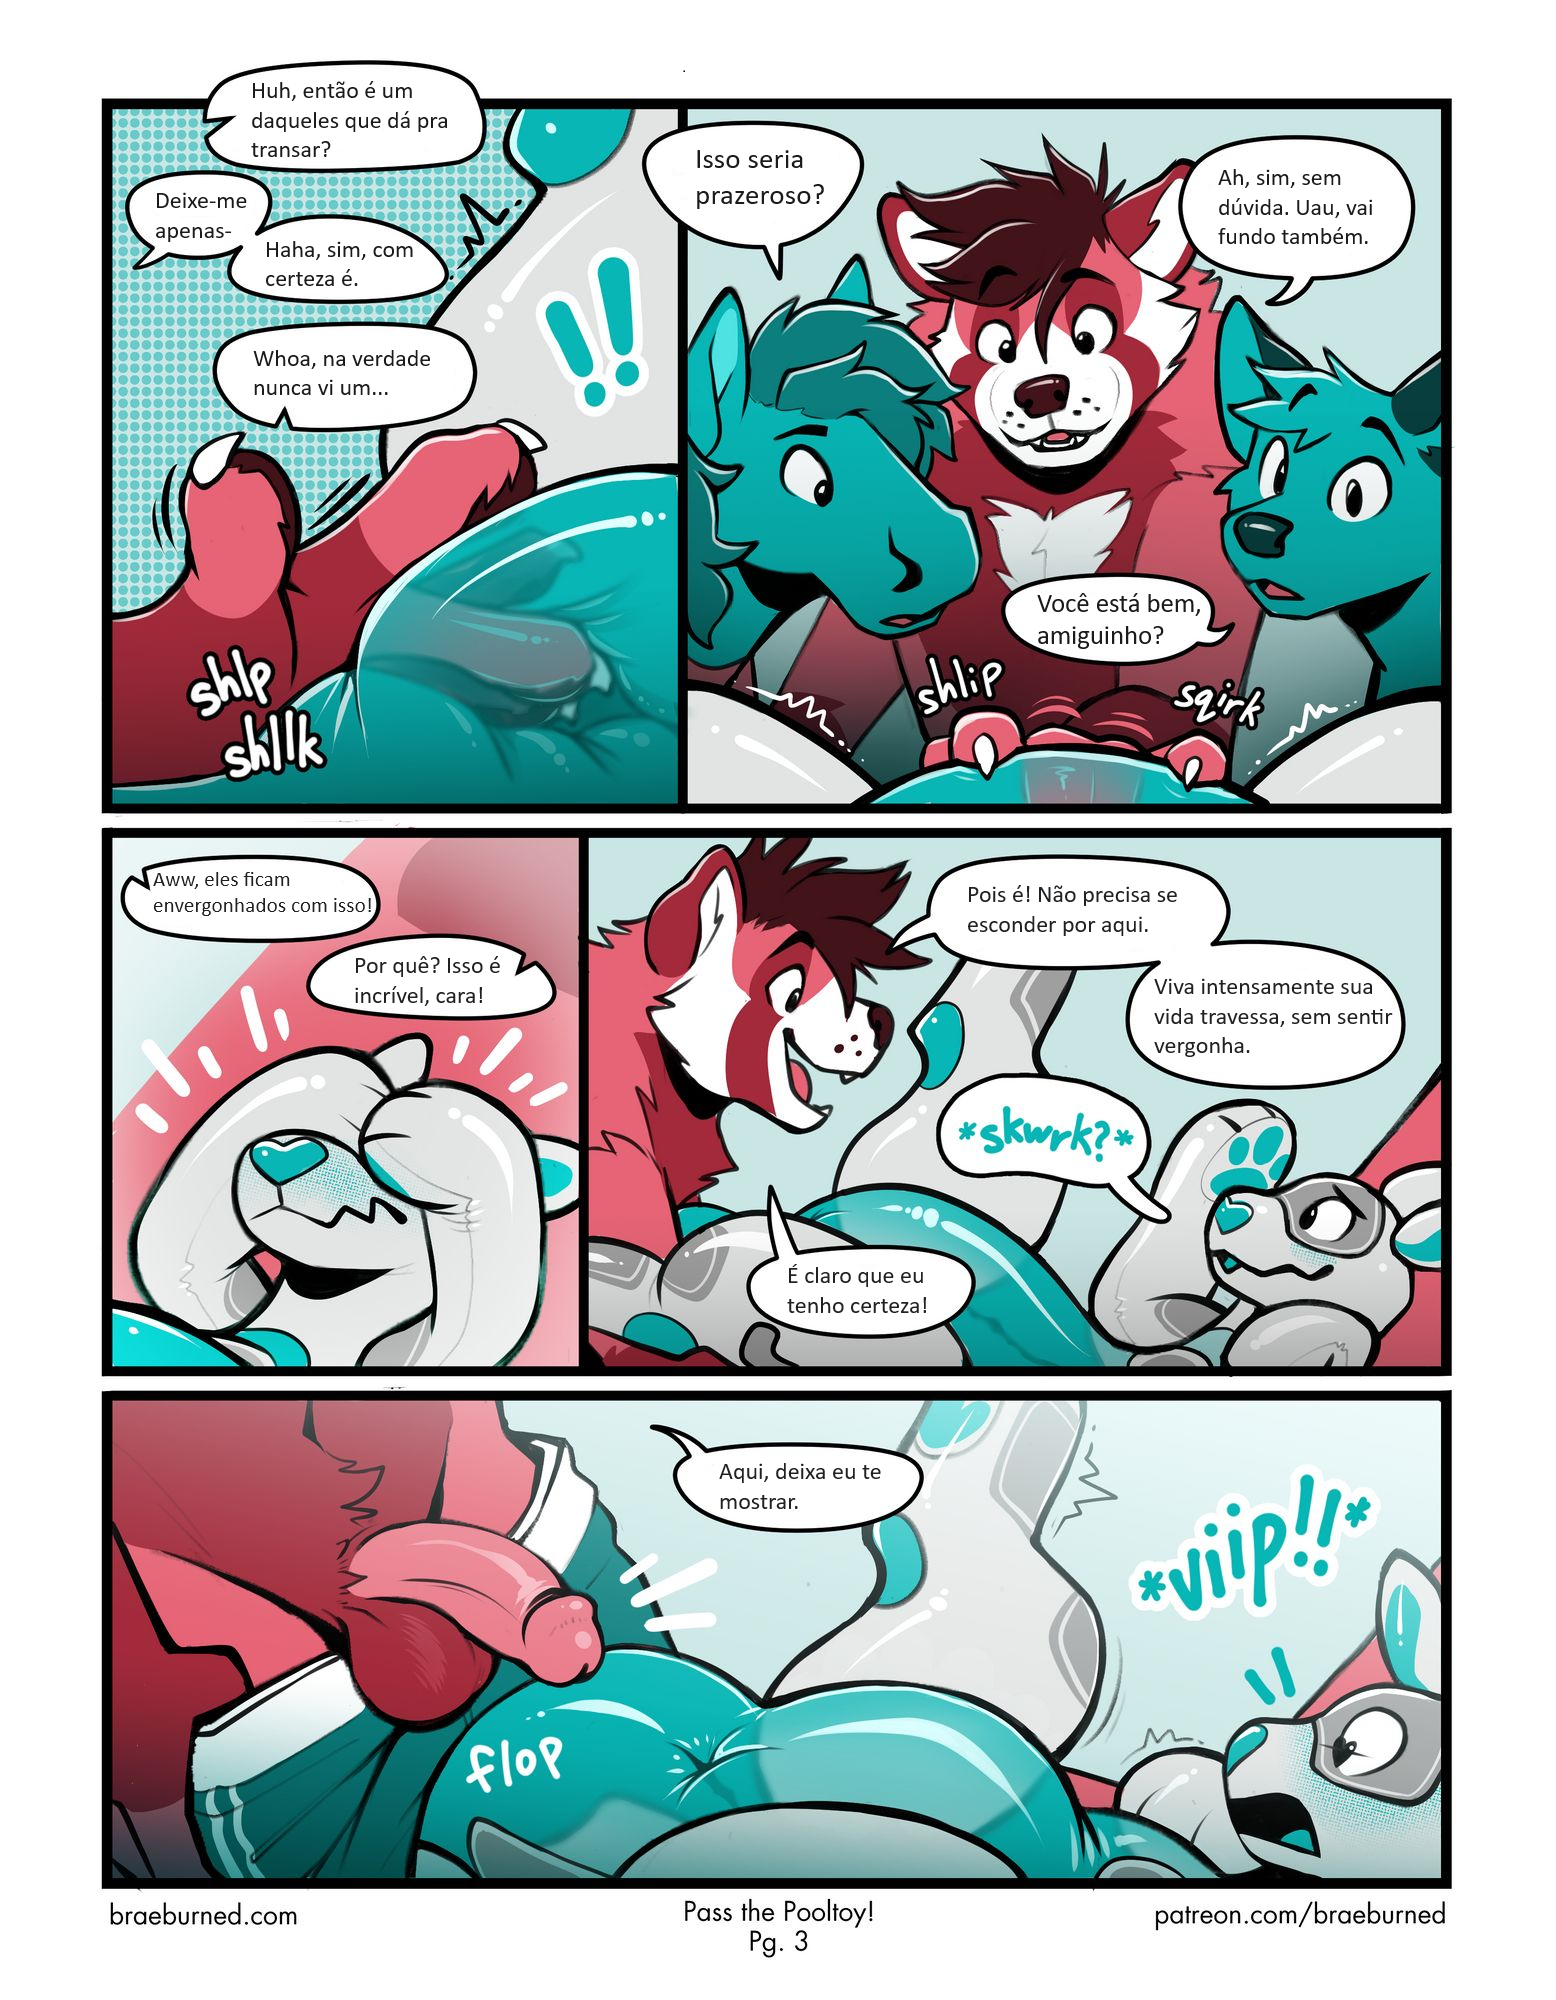 Huh, então é um
daqueles que dá pra
transar?
Deixe-me
apenas-
Haha, sim, com
certeza é.
Whoa, na verdade
nunca vi um...
!!
shlp
shllk
Isso seria
prazeroso?
Ah, sim, sem
dúvida. Uau, vai
fundo também.
Você está bem,
amiguinho?
shlip
sqirk
Aww, eles ficam
envergonhados com isso!
Por quê? Isso é
incrível, cara!
Pois é! Não precisa se
esconder por aqui.
Viva intensamente sua
vida travessa, sem sentir
vergonha.
*skwrk?*
É claro que eu
tenho certeza!
Aqui, deixa eu te
mostrar.
*viip!!*
flop
braeburned.com
Pass the Pooltoy!
Pg. 3
patreon.com/braeburned